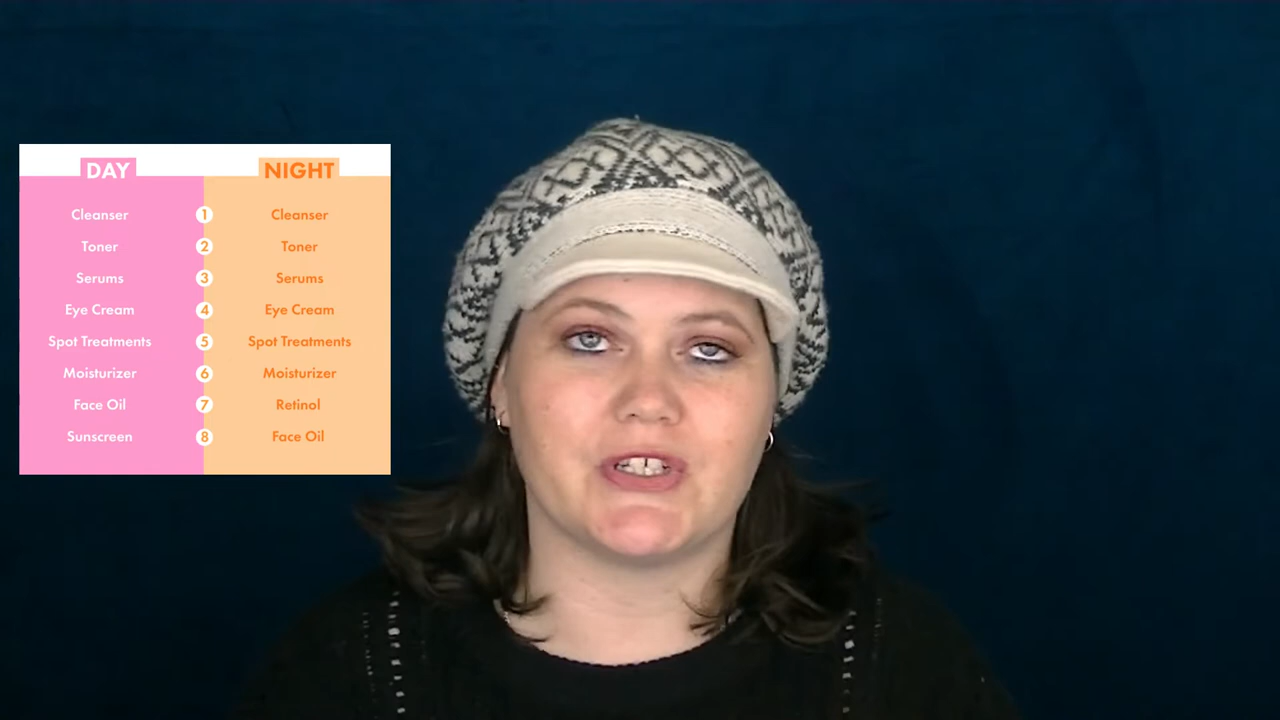 DAY NIGHT
Cleanser 1 Cleanser
Toner 2 Toner
Serums 3 Serums
Eye Cream 4 Eye Cream
Spot Treatments 5 Spot Treatments
Moisturizer 6 Moisturizer
Face Oil 7 Retinol
Sunscreen 8 Face Oil